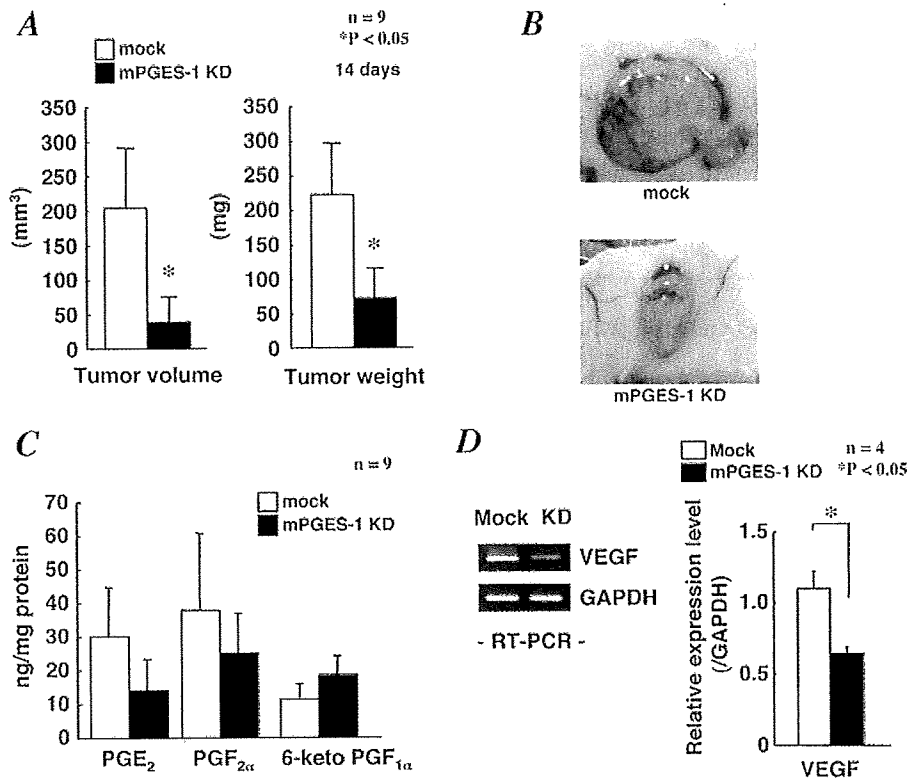 A
n = 9
*P < 0.05
mock
mPGES-1 KD
14 days
350
300
250
200
150
100
50
0
(mm³)
*
Tumor volume
350
300
250
200
150
100
50
0
(mg)
*
Tumor weight
B
mock
mPGES-1 KD
C
n = 9
mock
mPGES-1 KD
70
60
50
40
30
20
10
0
ng/mg protein
PGE₂
PGF₂α
6-keto PGF₁α
D
Mock
mPGES-1 KD
n = 4
*P < 0.05
Mock KD
VEGF
GAPDH
- RT-PCR -
Relative expression level
(/GAPDH)
1.5
1.0
0.5
0
*
VEGF